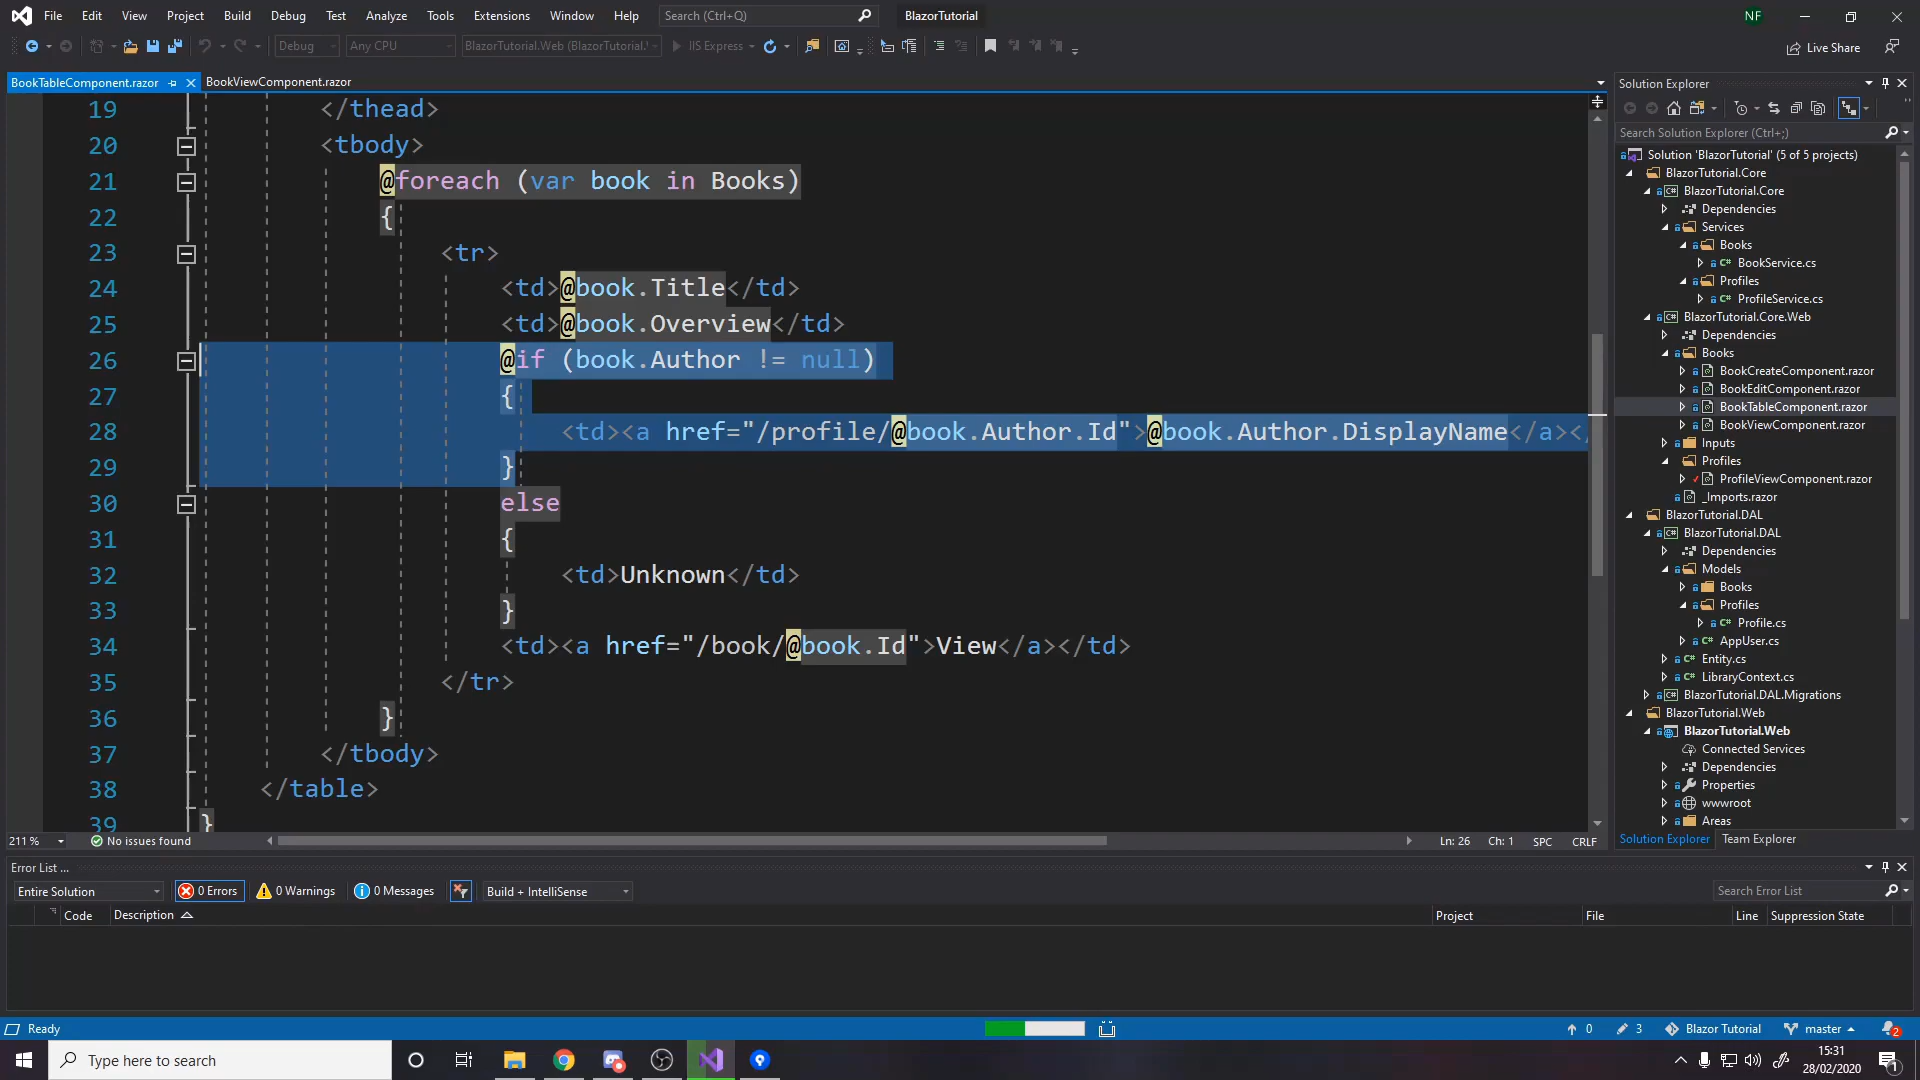 File Edit View Project Build Debug Test Analyze Tools Extensions Window Help Search (Ctrl+Q) BlazorTutorial NF
Debug Any CPU BlazorTutorial.Web (BlazorTutorial. IIS Express Live Share
BookTableComponent.razor BookViewComponent.razor
19 </thead>
20 <tbody>
21 @foreach (var book in Books)
22 {
23 <tr>
24 <td>@book.Title</td>
25 <td>@book.Overview</td>
26 @if (book.Author != null)
27 {
28 <td><a href="/profile/@book.Author.Id">@book.Author.DisplayName</a></
29 }
30 else
31 {
32 <td>Unknown</td>
33 }
34 <td><a href="/book/@book.Id">View</a></td>
35 </tr>
36 }
37 </tbody>
38 </table>
39 }
211 % No issues found Ln: 26 Ch: 1 SPC CRLF
Solution Explorer
Search Solution Explorer (Ctrl+;)
Solution 'BlazorTutorial' (5 of 5 projects)
BlazorTutorial.Core
BlazorTutorial.Core
Dependencies
Services
Books
BookService.cs
Profiles
ProfileService.cs
BlazorTutorial.Core.Web
Dependencies
Books
BookCreateComponent.razor
BookEditComponent.razor
BookTableComponent.razor
BookViewComponent.razor
Inputs
Profiles
ProfileViewComponent.razor
_Imports.razor
BlazorTutorial.DAL
BlazorTutorial.DAL
Dependencies
Models
Books
Profiles
Profile.cs
AppUser.cs
Entity.cs
LibraryContext.cs
BlazorTutorial.DAL.Migrations
BlazorTutorial.Web
BlazorTutorial.Web
Connected Services
Dependencies
Properties
wwwroot
Areas
Solution Explorer Team Explorer
Error List ...
Entire Solution 0 Errors 0 Warnings 0 Messages Build + IntelliSense Search Error List
Code Description Project File Line Suppression State
Ready 0 3 Blazor Tutorial master 2
Type here to search 15:31
28/02/2020 1